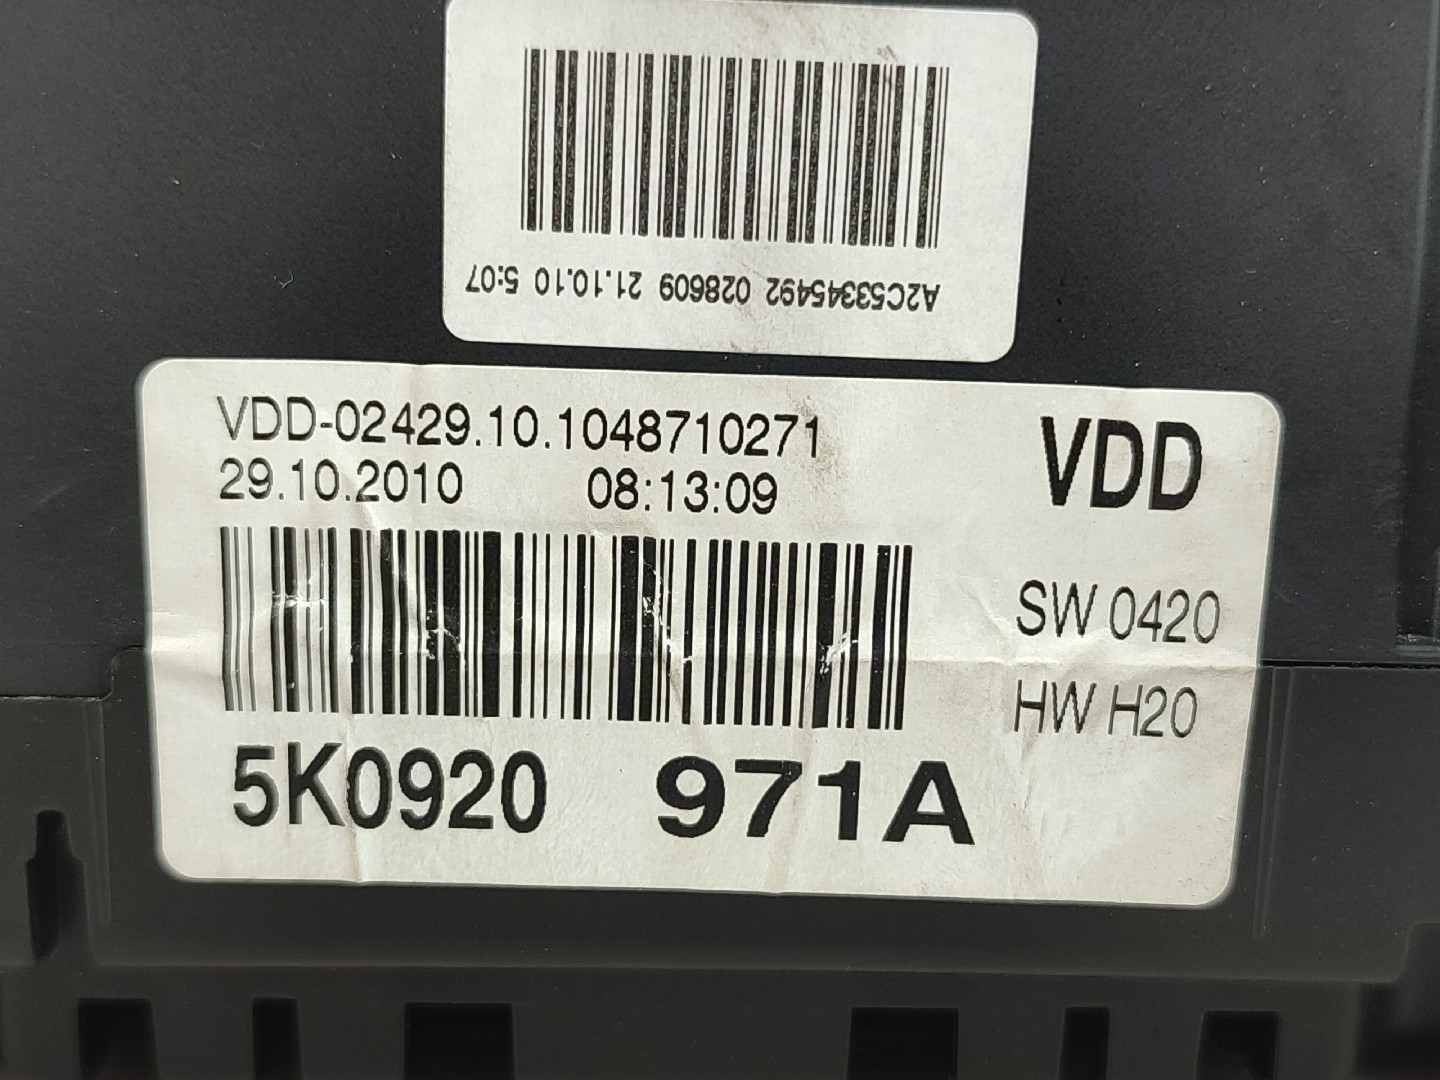 A2C53345492 028609 21.10.10 5:07
VDD-02429.10.1048710271
29.10.2010 08:13:09
VDD
SW 0420
HW H20
5K0920 971A